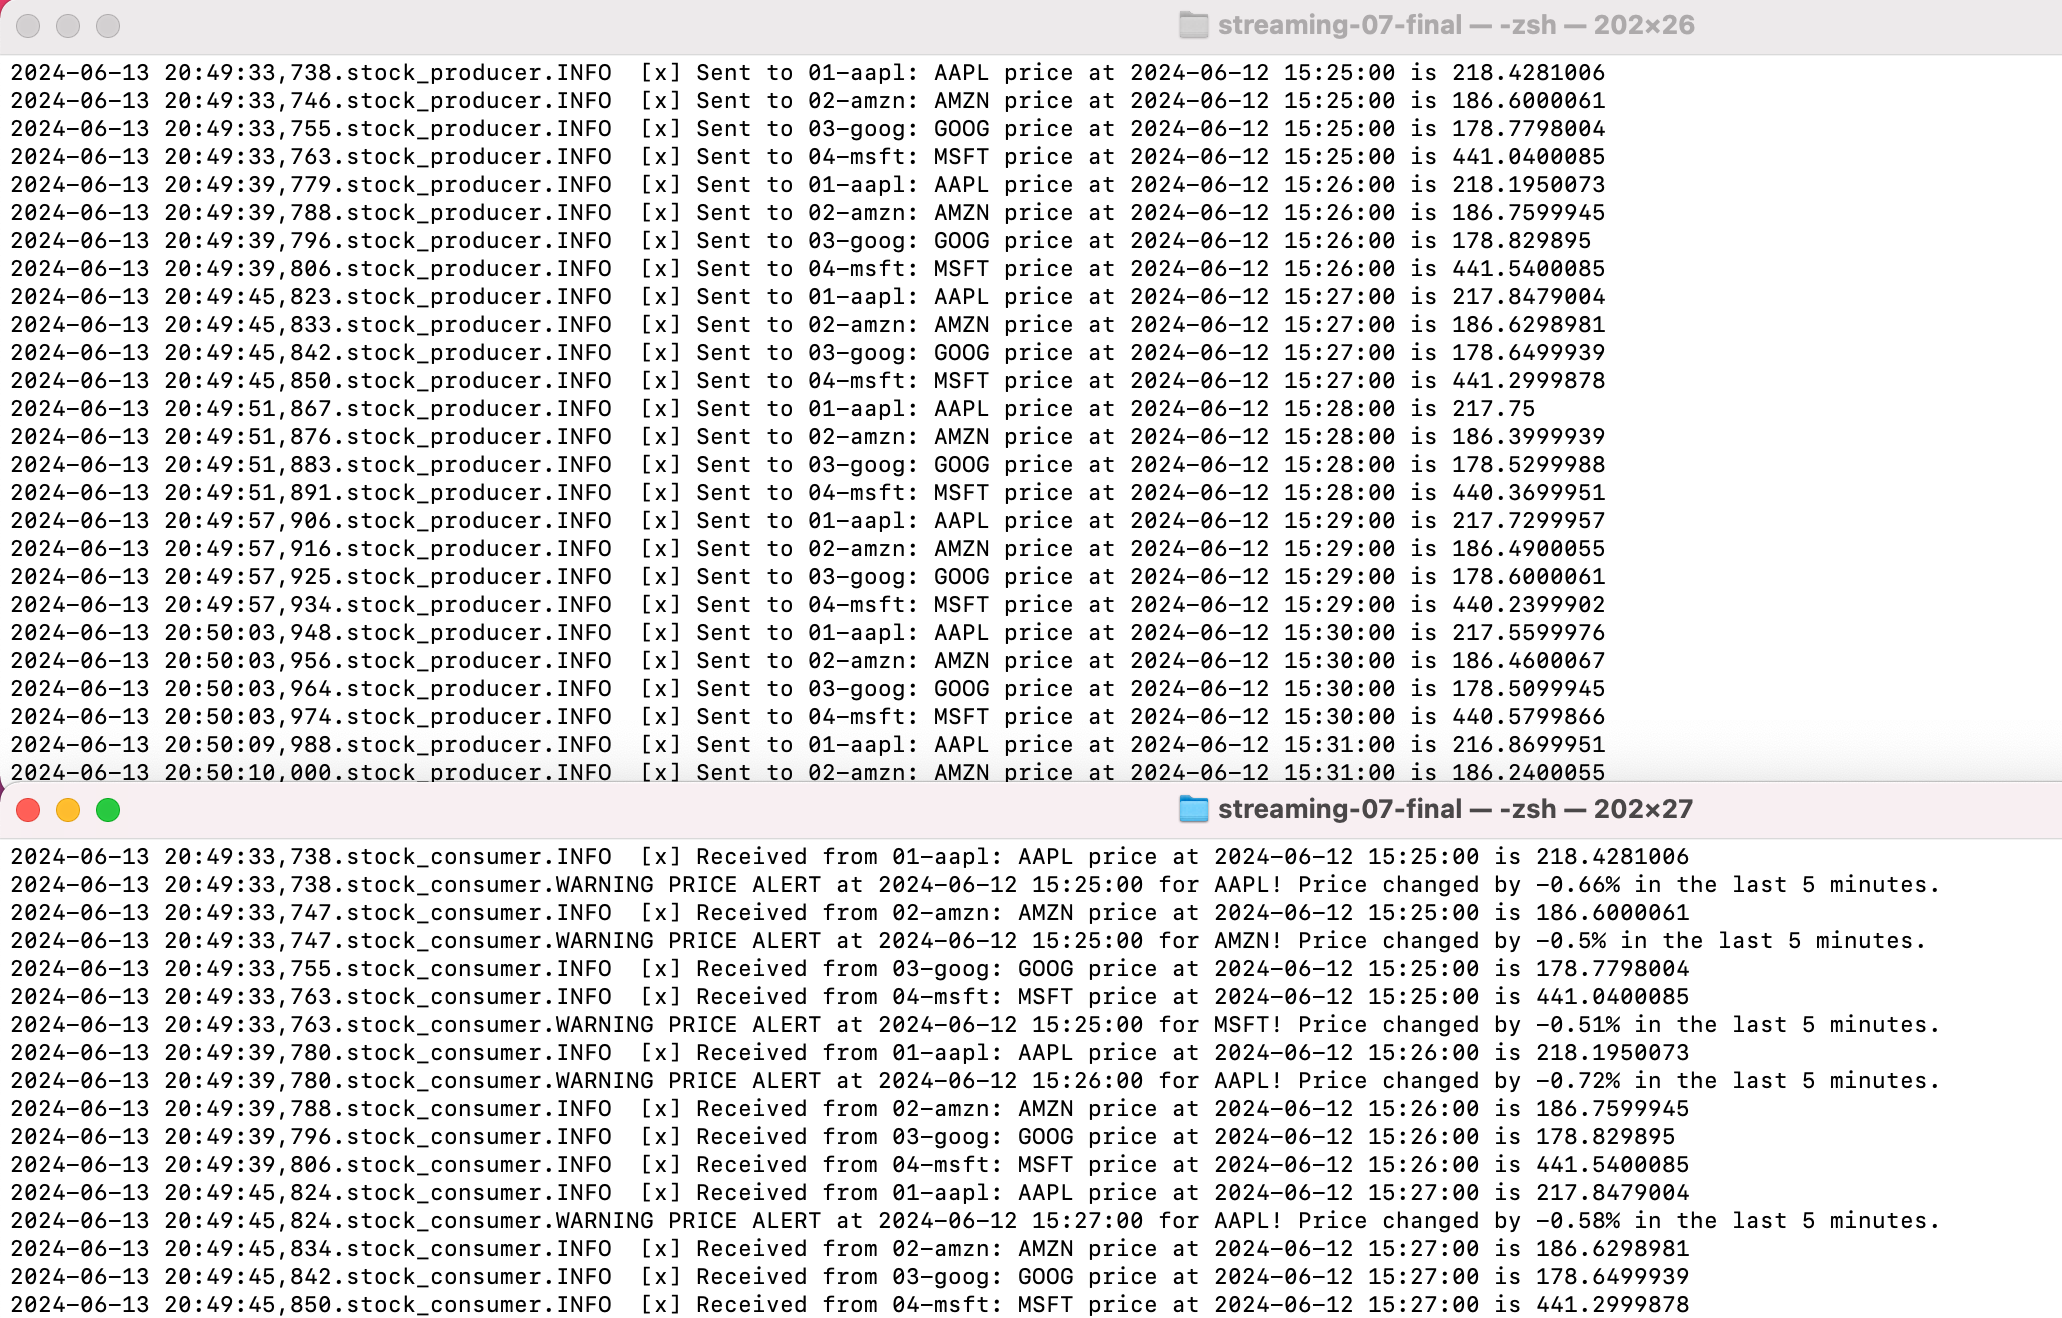 streaming-07-final — -zsh — 202×26
2024-06-13 20:49:33,738.stock_producer.INFO  [x] Sent to 01-aapl: AAPL price at 2024-06-12 15:25:00 is 218.4281006
2024-06-13 20:49:33,746.stock_producer.INFO  [x] Sent to 02-amzn: AMZN price at 2024-06-12 15:25:00 is 186.6000061
2024-06-13 20:49:33,755.stock_producer.INFO  [x] Sent to 03-goog: GOOG price at 2024-06-12 15:25:00 is 178.7798004
2024-06-13 20:49:33,763.stock_producer.INFO  [x] Sent to 04-msft: MSFT price at 2024-06-12 15:25:00 is 441.0400085
2024-06-13 20:49:39,779.stock_producer.INFO  [x] Sent to 01-aapl: AAPL price at 2024-06-12 15:26:00 is 218.1950073
2024-06-13 20:49:39,788.stock_producer.INFO  [x] Sent to 02-amzn: AMZN price at 2024-06-12 15:26:00 is 186.7599945
2024-06-13 20:49:39,796.stock_producer.INFO  [x] Sent to 03-goog: GOOG price at 2024-06-12 15:26:00 is 178.829895
2024-06-13 20:49:39,806.stock_producer.INFO  [x] Sent to 04-msft: MSFT price at 2024-06-12 15:26:00 is 441.5400085
2024-06-13 20:49:45,823.stock_producer.INFO  [x] Sent to 01-aapl: AAPL price at 2024-06-12 15:27:00 is 217.8479004
2024-06-13 20:49:45,833.stock_producer.INFO  [x] Sent to 02-amzn: AMZN price at 2024-06-12 15:27:00 is 186.6298981
2024-06-13 20:49:45,842.stock_producer.INFO  [x] Sent to 03-goog: GOOG price at 2024-06-12 15:27:00 is 178.6499939
2024-06-13 20:49:45,850.stock_producer.INFO  [x] Sent to 04-msft: MSFT price at 2024-06-12 15:27:00 is 441.2999878
2024-06-13 20:49:51,867.stock_producer.INFO  [x] Sent to 01-aapl: AAPL price at 2024-06-12 15:28:00 is 217.75
2024-06-13 20:49:51,876.stock_producer.INFO  [x] Sent to 02-amzn: AMZN price at 2024-06-12 15:28:00 is 186.3999939
2024-06-13 20:49:51,883.stock_producer.INFO  [x] Sent to 03-goog: GOOG price at 2024-06-12 15:28:00 is 178.5299988
2024-06-13 20:49:51,891.stock_producer.INFO  [x] Sent to 04-msft: MSFT price at 2024-06-12 15:28:00 is 440.3699951
2024-06-13 20:49:57,906.stock_producer.INFO  [x] Sent to 01-aapl: AAPL price at 2024-06-12 15:29:00 is 217.7299957
2024-06-13 20:49:57,916.stock_producer.INFO  [x] Sent to 02-amzn: AMZN price at 2024-06-12 15:29:00 is 186.4900055
2024-06-13 20:49:57,925.stock_producer.INFO  [x] Sent to 03-goog: GOOG price at 2024-06-12 15:29:00 is 178.6000061
2024-06-13 20:49:57,934.stock_producer.INFO  [x] Sent to 04-msft: MSFT price at 2024-06-12 15:29:00 is 440.2399902
2024-06-13 20:50:03,948.stock_producer.INFO  [x] Sent to 01-aapl: AAPL price at 2024-06-12 15:30:00 is 217.5599976
2024-06-13 20:50:03,956.stock_producer.INFO  [x] Sent to 02-amzn: AMZN price at 2024-06-12 15:30:00 is 186.4600067
2024-06-13 20:50:03,964.stock_producer.INFO  [x] Sent to 03-goog: GOOG price at 2024-06-12 15:30:00 is 178.5099945
2024-06-13 20:50:03,974.stock_producer.INFO  [x] Sent to 04-msft: MSFT price at 2024-06-12 15:30:00 is 440.5799866
2024-06-13 20:50:09,988.stock_producer.INFO  [x] Sent to 01-aapl: AAPL price at 2024-06-12 15:31:00 is 216.8699951
2024-06-13 20:50:10,000.stock_producer.INFO  [x] Sent to 02-amzn: AMZN price at 2024-06-12 15:31:00 is 186.2400055
streaming-07-final — -zsh — 202×27
2024-06-13 20:49:33,738.stock_consumer.INFO  [x] Received from 01-aapl: AAPL price at 2024-06-12 15:25:00 is 218.4281006
2024-06-13 20:49:33,738.stock_consumer.WARNING PRICE ALERT at 2024-06-12 15:25:00 for AAPL! Price changed by -0.66% in the last 5 minutes.
2024-06-13 20:49:33,747.stock_consumer.INFO  [x] Received from 02-amzn: AMZN price at 2024-06-12 15:25:00 is 186.6000061
2024-06-13 20:49:33,747.stock_consumer.WARNING PRICE ALERT at 2024-06-12 15:25:00 for AMZN! Price changed by -0.5% in the last 5 minutes.
2024-06-13 20:49:33,755.stock_consumer.INFO  [x] Received from 03-goog: GOOG price at 2024-06-12 15:25:00 is 178.7798004
2024-06-13 20:49:33,763.stock_consumer.INFO  [x] Received from 04-msft: MSFT price at 2024-06-12 15:25:00 is 441.0400085
2024-06-13 20:49:33,763.stock_consumer.WARNING PRICE ALERT at 2024-06-12 15:25:00 for MSFT! Price changed by -0.51% in the last 5 minutes.
2024-06-13 20:49:39,780.stock_consumer.INFO  [x] Received from 01-aapl: AAPL price at 2024-06-12 15:26:00 is 218.1950073
2024-06-13 20:49:39,780.stock_consumer.WARNING PRICE ALERT at 2024-06-12 15:26:00 for AAPL! Price changed by -0.72% in the last 5 minutes.
2024-06-13 20:49:39,788.stock_consumer.INFO  [x] Received from 02-amzn: AMZN price at 2024-06-12 15:26:00 is 186.7599945
2024-06-13 20:49:39,796.stock_consumer.INFO  [x] Received from 03-goog: GOOG price at 2024-06-12 15:26:00 is 178.829895
2024-06-13 20:49:39,806.stock_consumer.INFO  [x] Received from 04-msft: MSFT price at 2024-06-12 15:26:00 is 441.5400085
2024-06-13 20:49:45,824.stock_consumer.INFO  [x] Received from 01-aapl: AAPL price at 2024-06-12 15:27:00 is 217.8479004
2024-06-13 20:49:45,824.stock_consumer.WARNING PRICE ALERT at 2024-06-12 15:27:00 for AAPL! Price changed by -0.58% in the last 5 minutes.
2024-06-13 20:49:45,834.stock_consumer.INFO  [x] Received from 02-amzn: AMZN price at 2024-06-12 15:27:00 is 186.6298981
2024-06-13 20:49:45,842.stock_consumer.INFO  [x] Received from 03-goog: GOOG price at 2024-06-12 15:27:00 is 178.6499939
2024-06-13 20:49:45,850.stock_consumer.INFO  [x] Received from 04-msft: MSFT price at 2024-06-12 15:27:00 is 441.2999878